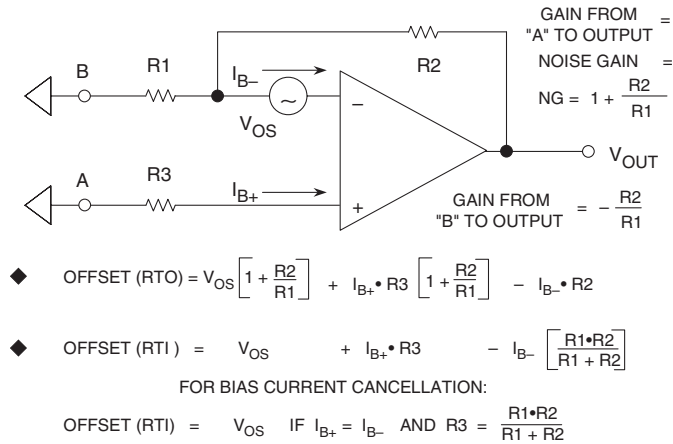 GAIN FROM =
"A" TO OUTPUT
NOISE GAIN =
NG = 1 + R2/R1
B
R1
I_B–
R2
V_OS
~
–
A
R3
I_B+
+
V_OUT
GAIN FROM
"B" TO OUTPUT = – R2/R1
◆ OFFSET (RTO) = V_OS [1 + R2/R1] + I_B+ • R3 [1 + R2/R1] – I_B– • R2
◆ OFFSET (RTI ) = V_OS + I_B+ • R3 – I_B– [R1•R2/R1 + R2]
FOR BIAS CURRENT CANCELLATION:
OFFSET (RTI) = V_OS IF I_B+ = I_B– AND R3 = R1•R2/R1 + R2